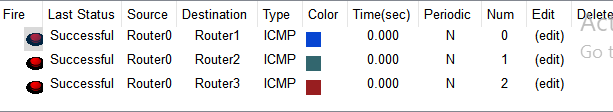 Fire Last Status Source Destination Type Color Time(sec) Periodic Num Edit Delete
Successful Router0 Router1 ICMP 0.000 N 0 (edit)
Successful Router0 Router2 ICMP 0.000 N 1 (edit)
Successful Router0 Router3 ICMP 0.000 N 2 (edit)
Go t